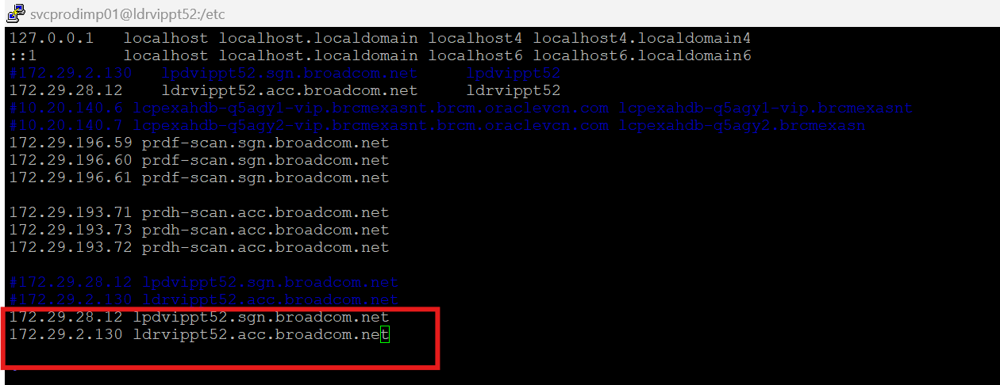 svcprodimp01@ldrvippt52:/etc
127.0.0.1   localhost localhost.localdomain localhost4 localhost4.localdomain4
::1         localhost localhost.localdomain localhost6 localhost6.localdomain6
#172.29.2.130   lpdvippt52.sgn.broadcom.net     lpdvippt52
172.29.28.12    ldrvippt52.acc.broadcom.net     ldrvippt52
#10.20.140.6 lcpexahdb-q5agy1-vip.brcmexasnt.brcm.oraclevcn.com lcpexahdb-q5agy1-vip.brcmexasnt
#10.20.140.7 lcpexahdb-q5agy2-vip.brcmexasnt.brcm.oraclevcn.com lcpexahdb-q5agy2.brcmexasn
172.29.196.59 prdf-scan.sgn.broadcom.net
172.29.196.60 prdf-scan.sgn.broadcom.net
172.29.196.61 prdf-scan.sgn.broadcom.net
172.29.193.71 prdh-scan.acc.broadcom.net
172.29.193.73 prdh-scan.acc.broadcom.net
172.29.193.72 prdh-scan.acc.broadcom.net
#172.29.28.12 lpdvippt52.sgn.broadcom.net
#172.29.2.130 ldrvippt52.acc.broadcom.net
172.29.28.12 lpdvippt52.sgn.broadcom.net
172.29.2.130 ldrvippt52.acc.broadcom.net